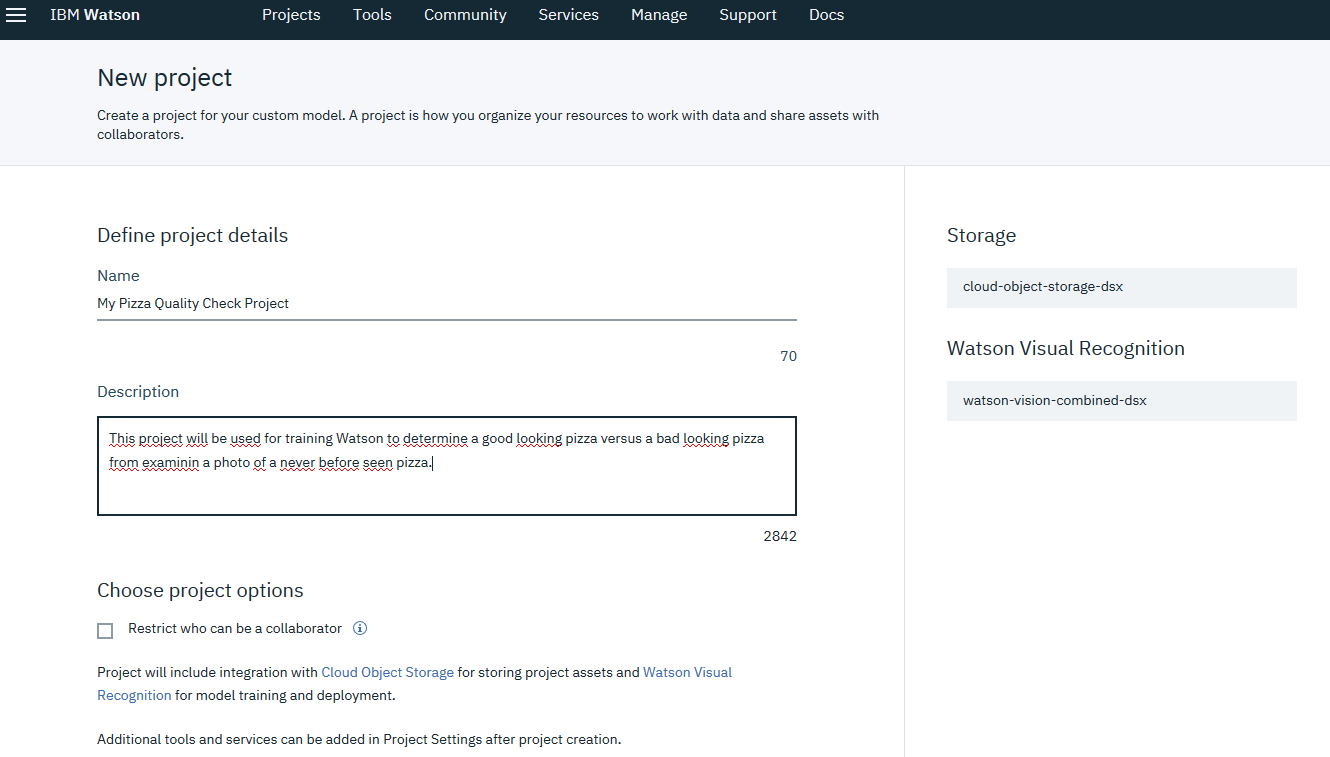 IBM Watson Projects Tools Community Services Manage Support Docs
New project
Create a project for your custom model. A project is how you organize your resources to work with data and share assets with
collaborators.
Define project details
Name
My Pizza Quality Check Project
70
Description
This project will be used for training Watson to determine a good looking pizza versus a bad looking pizza
from examinin a photo of a never before seen pizza.
2842
Choose project options
Restrict who can be a collaborator
Project will include integration with Cloud Object Storage for storing project assets and Watson Visual
Recognition for model training and deployment.
Additional tools and services can be added in Project Settings after project creation.
Storage
cloud-object-storage-dsx
Watson Visual Recognition
watson-vision-combined-dsx